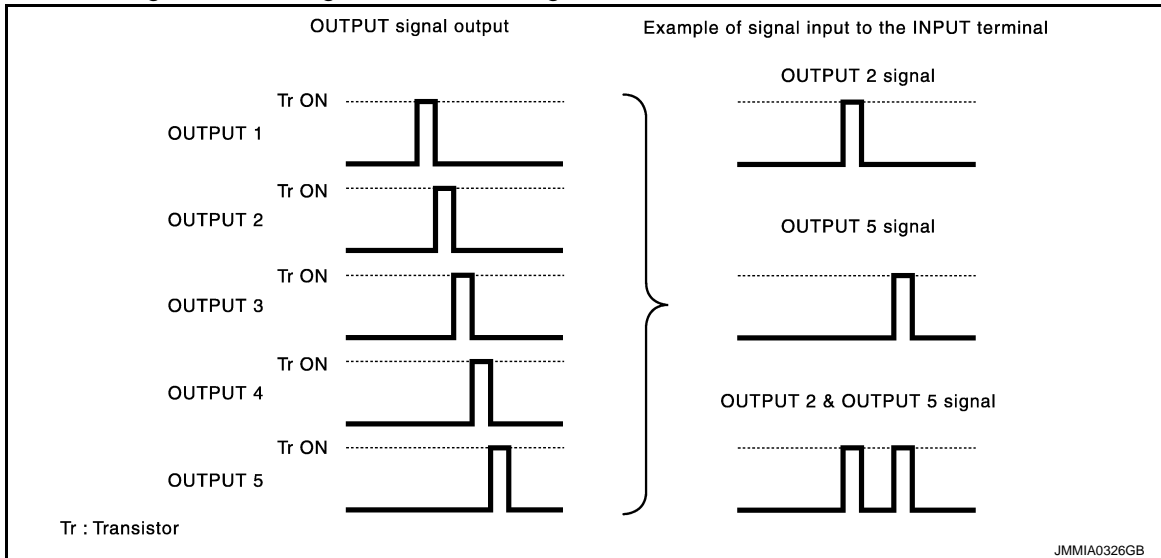 OUTPUT signal output
Example of signal input to the INPUT terminal
Tr ON
OUTPUT 1
Tr ON
OUTPUT 2
Tr ON
OUTPUT 3
Tr ON
OUTPUT 4
Tr ON
OUTPUT 5
OUTPUT 2 signal
OUTPUT 5 signal
OUTPUT 2 & OUTPUT 5 signal
Tr : Transistor
JMMIA0326GB